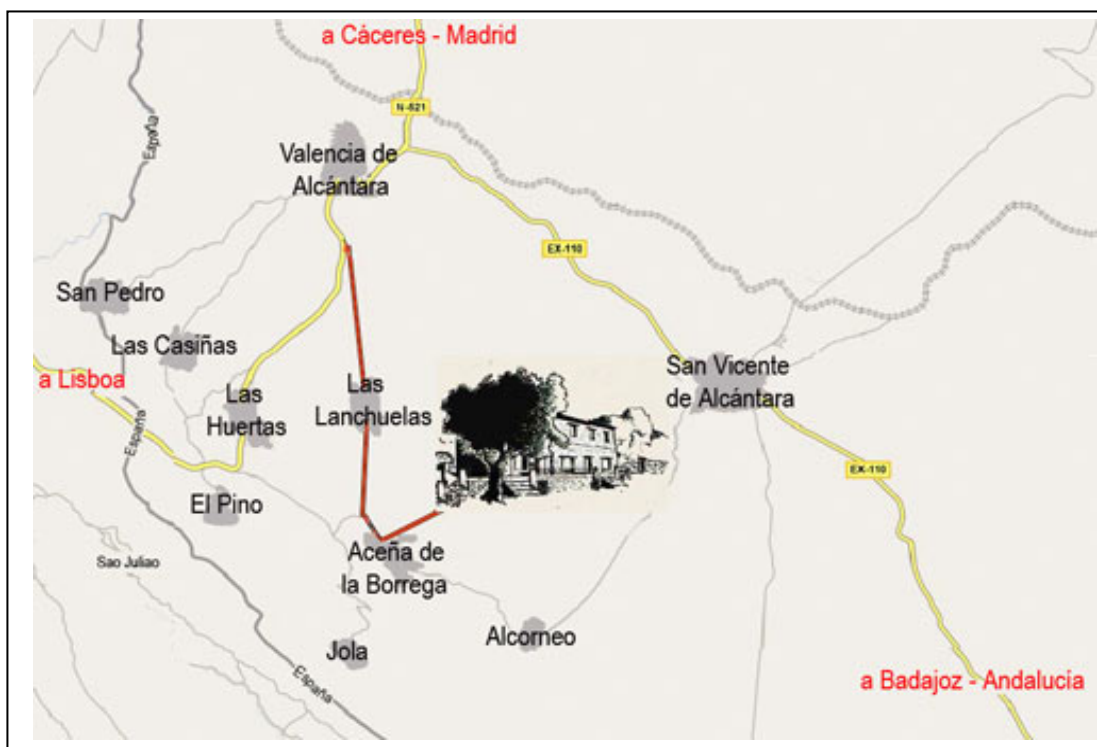 a Cáceres - Madrid
N-521
España
Valencia de
Alcántara
EX-110
San Pedro
Las Casiñas
a Lisboa
Las
Huertas
Las
Lanchuelas
San Vicente
de Alcántara
España
EX-110
El Pino
Sao Juliao
Aceña de
la Borrega
Alcorneo
Jola
España
a Badajoz - Andalucia